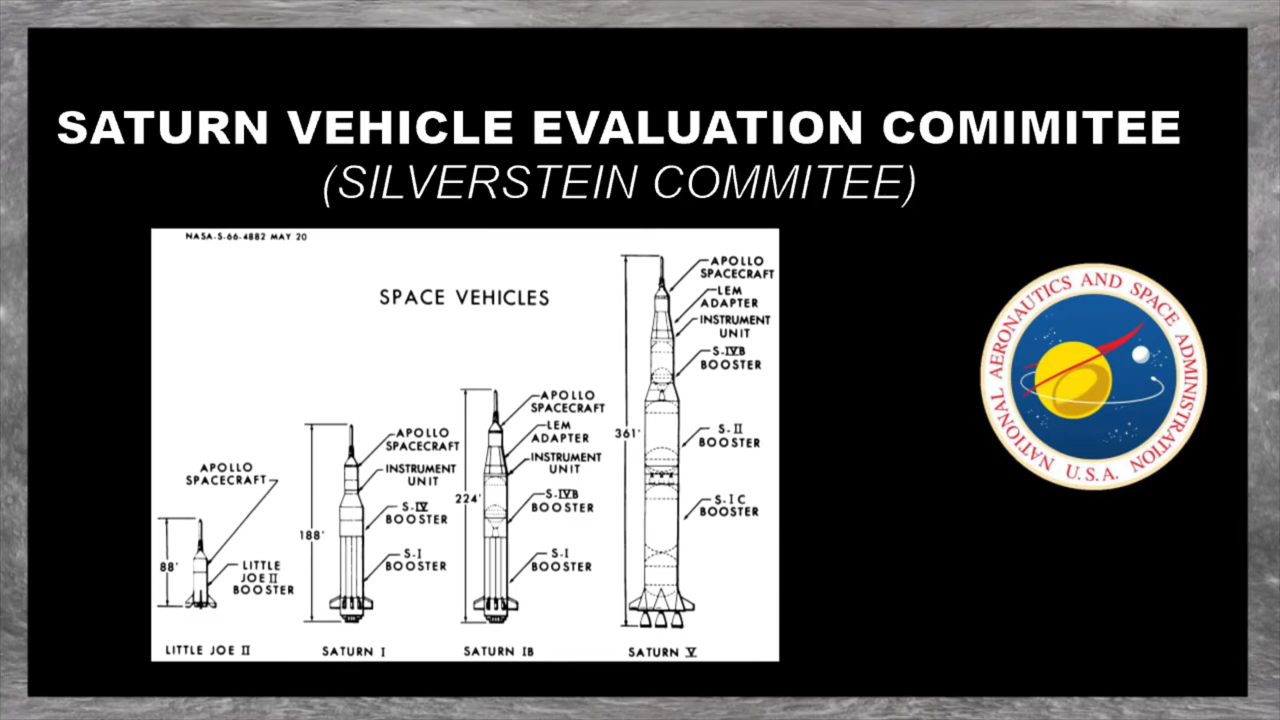 SATURN VEHICLE EVALUATION COMIMITEE
(SILVERSTEIN COMMITEE)
NASA-S-66-4882 MAY 20
SPACE VEHICLES
APOLLO
SPACECRAFT
88'
LITTLE
JOE II
BOOSTER
LITTLE JOE II
188'
APOLLO
SPACECRAFT
INSTRUMENT
UNIT
S-IV
BOOSTER
S-I
BOOSTER
SATURN I
224'
APOLLO
SPACECRAFT
LEM
ADAPTER
INSTRUMENT
UNIT
S-IVB
BOOSTER
S-I
BOOSTER
SATURN IB
361'
APOLLO
SPACECRAFT
LEM
ADAPTER
INSTRUMENT
UNIT
S-IVB
BOOSTER
S-II
BOOSTER
S-IC
BOOSTER
SATURN V
NATIONAL AERONAUTICS AND SPACE ADMINISTRATION
U.S.A.